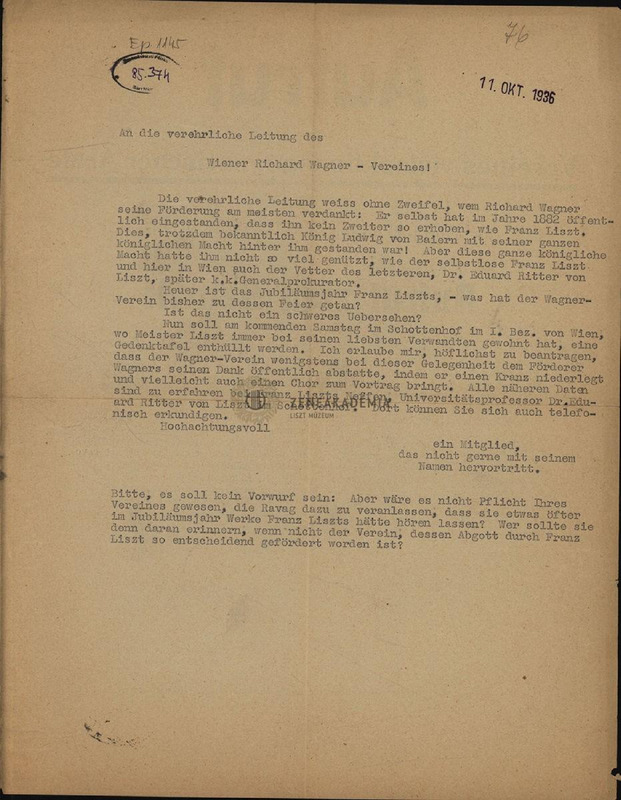 Ep. 1145
76
85.374
11. OKT. 1936
An die verehrliche Leitung des
Wiener Richard Wagner - Vereines!
Die verehrliche Leitung weiss ohne Zweifel, wem Richard Wagner
seine Förderung am meisten verdankt: Er selbst hat im Jahre 1882 öffent-
lich eingestanden, dass ihn kein Zweiter so erhoben, wie Franz Liszt.
Dies, trotzdem bekanntlich König Ludwig von Baiern mit seiner ganzen
königlichen Macht hinter ihm gestanden war! Aber diese ganze königliche
Macht hatte ihm nicht so viel genützt, wie der selbstlose Franz Liszt
und hier in Wien auch der Vetter des letzteren, Dr. Eduard Ritter von
Liszt, später k.k.Generalprokurator.
Heuer ist das Jubiläumsjahr Franz Liszts, - was hat der Wagner-
Verein bisher zu dessen Feier getan?
Ist das nicht ein schweres Uebersehen?
Nun soll am kommenden Samstag im Schottenhof im I. Bez. von Wien,
wo Meister Liszt immer bei seinen liebsten Verwandten gewohnt hat, eine
Gedenktafel enthüllt werden. Ich erlaube mir, höflichst zu beantragen,
dass der Wagner-Verein wenigstens bei dieser Gelegenheit dem Förderer
Wagners seinen Dank öffentlich abstatte, indem er einen Kranz niederlegt
und vielleicht auch einen Chor zum Vortrag bringt. Alle näheren Daten
sind zu erfahren bei Franz Liszts Neffen, Universitätsprofessor Dr.Edu-
ard Ritter von Liszt im Schottenhof. Dort können Sie sich auch telefo-
nisch erkundigen.
ZENEAKADÉMIA
LISZT MÚZEUM
Hochachtungsvoll
ein Mitglied,
das nicht gerne mit seinem
Namen hervortritt.
Bitte, es soll kein Vorwurf sein: Aber wäre es nicht Pflicht Ihres
Vereines gewesen, die Ravag dazu zu veranlassen, dass sie etwas öfter
im Jubiläumsjahr Werke Franz Liszts hätte hören lassen? Wer sollte sie
denn daran erinnern, wenn nicht der Verein, dessen Abgott durch Franz
Liszt so entscheidend gefördert worden ist?